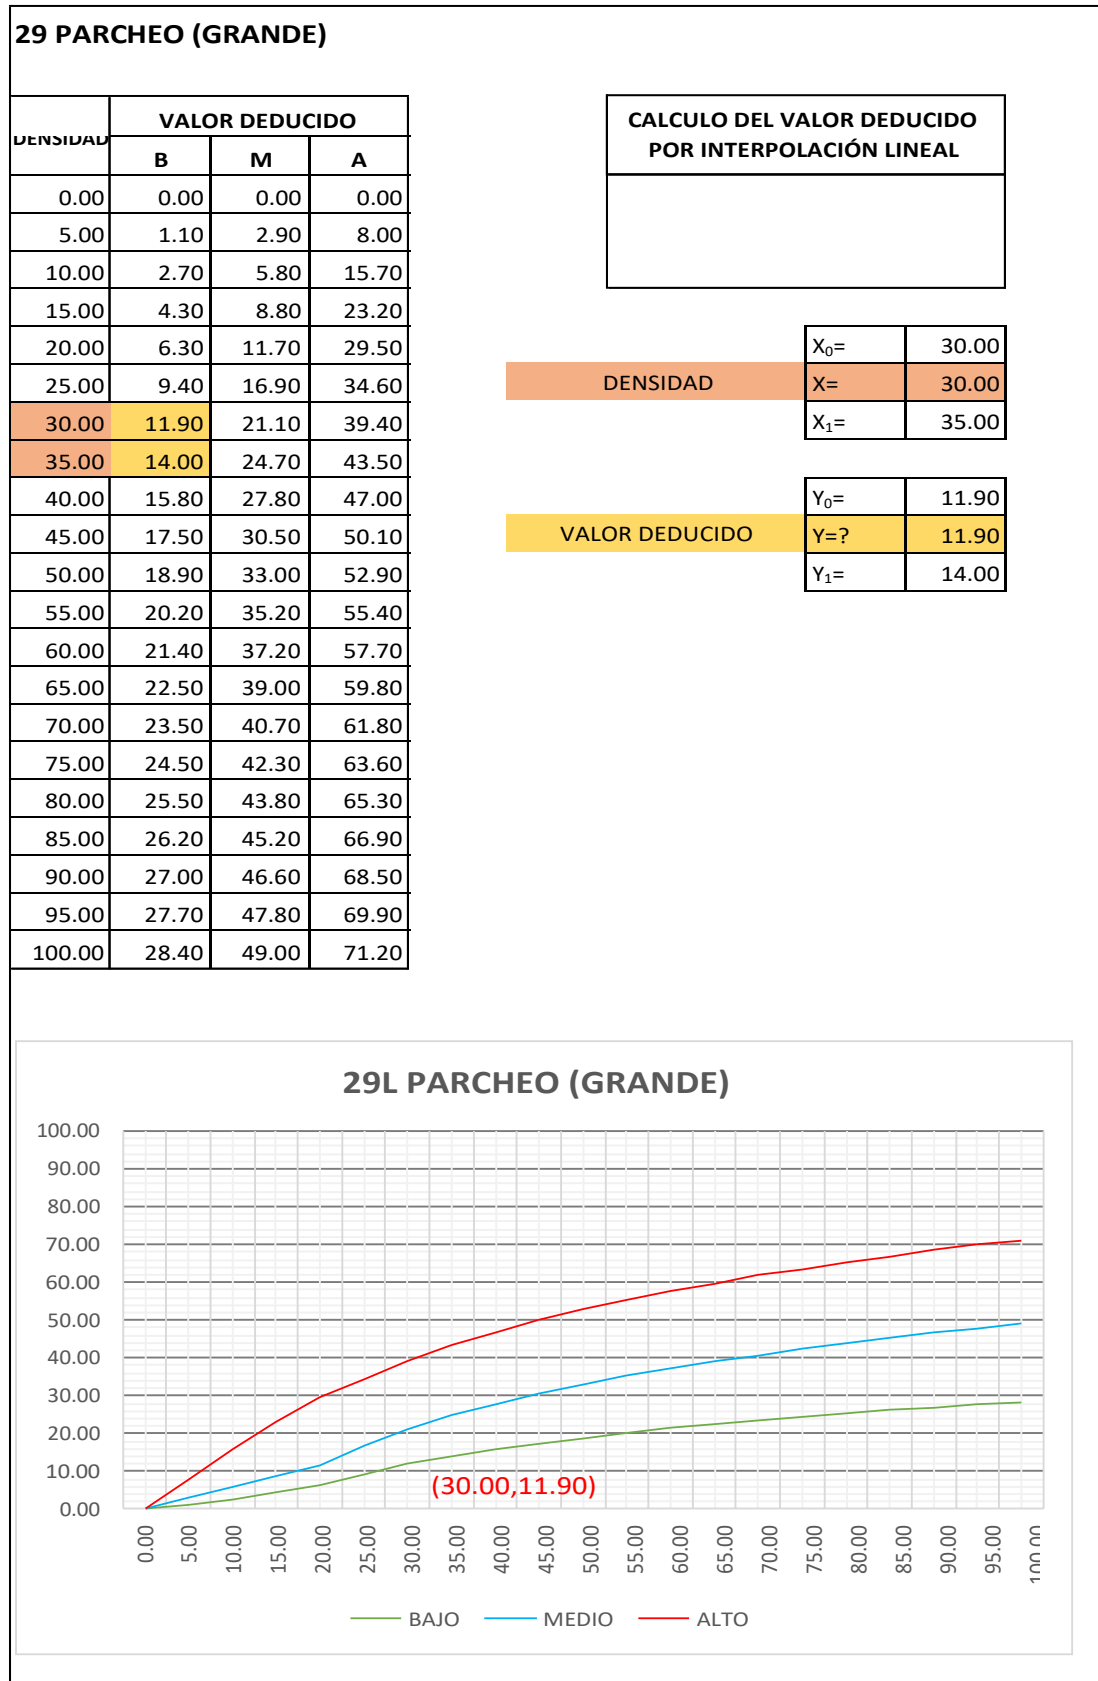 29 PARCHEO (GRANDE)
DENSIDAD
VALOR DEDUCIDO
B M A
0.00 0.00 0.00 0.00
5.00 1.10 2.90 8.00
10.00 2.70 5.80 15.70
15.00 4.30 8.80 23.20
20.00 6.30 11.70 29.50
25.00 9.40 16.90 34.60
30.00 11.90 21.10 39.40
35.00 14.00 24.70 43.50
40.00 15.80 27.80 47.00
45.00 17.50 30.50 50.10
50.00 18.90 33.00 52.90
55.00 20.20 35.20 55.40
60.00 21.40 37.20 57.70
65.00 22.50 39.00 59.80
70.00 23.50 40.70 61.80
75.00 24.50 42.30 63.60
80.00 25.50 43.80 65.30
85.00 26.20 45.20 66.90
90.00 27.00 46.60 68.50
95.00 27.70 47.80 69.90
100.00 28.40 49.00 71.20
CALCULO DEL VALOR DEDUCIDO
POR INTERPOLACIÓN LINEAL
X₀= 30.00
DENSIDAD X= 30.00
X₁= 35.00
Y₀= 11.90
VALOR DEDUCIDO Y=? 11.90
Y₁= 14.00
29L PARCHEO (GRANDE)
100.00
90.00
80.00
70.00
60.00
50.00
40.00
30.00
20.00
10.00
0.00
(30.00,11.90)
0.00 5.00 10.00 15.00 20.00 25.00 30.00 35.00 40.00 45.00 50.00 55.00 60.00 65.00 70.00 75.00 80.00 85.00 90.00 95.00 100.00
BAJO MEDIO ALTO